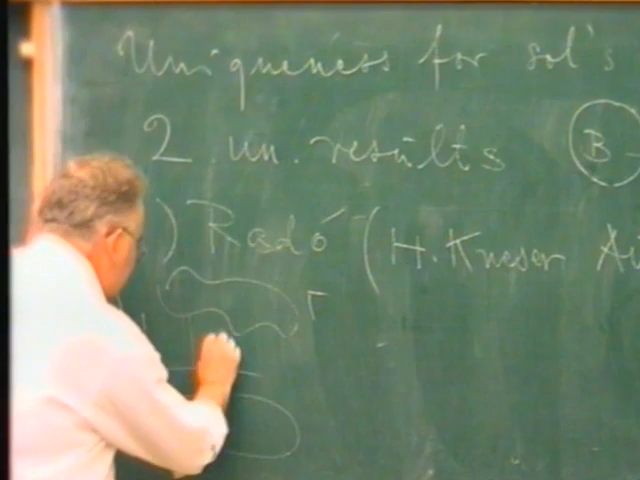 Uniqueness for sol's
2 un. results B
) Radó (H. Kneser
Γ